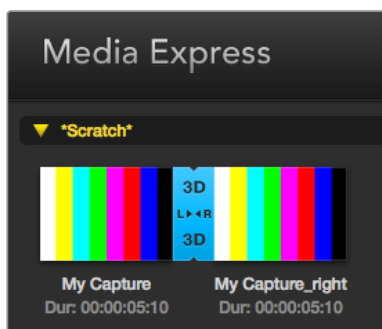 Media Express
*Scratch*
3D
L▶◀R
3D
My Capture
My Capture_right
Dur: 00:00:05:10
Dur: 00:00:05:10